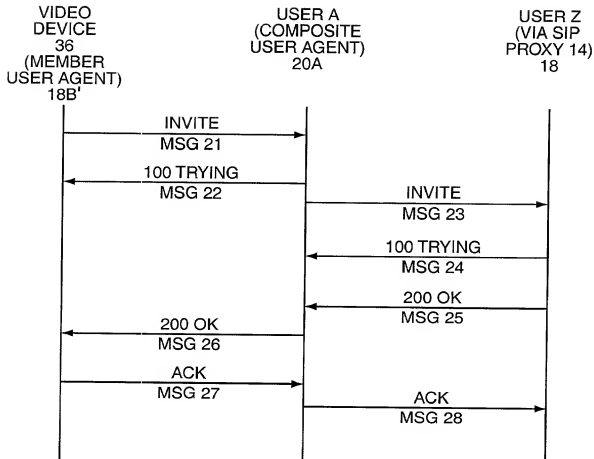 VIDEO
DEVICE
36
(MEMBER
USER AGENT)
18B'
USER A
(COMPOSITE
USER AGENT)
20A
USER Z
(VIA SIP
PROXY 14)
18
INVITE
MSG 21
100 TRYING
MSG 22
INVITE
MSG 23
100 TRYING
MSG 24
200 OK
MSG 25
200 OK
MSG 26
ACK
MSG 27
ACK
MSG 28